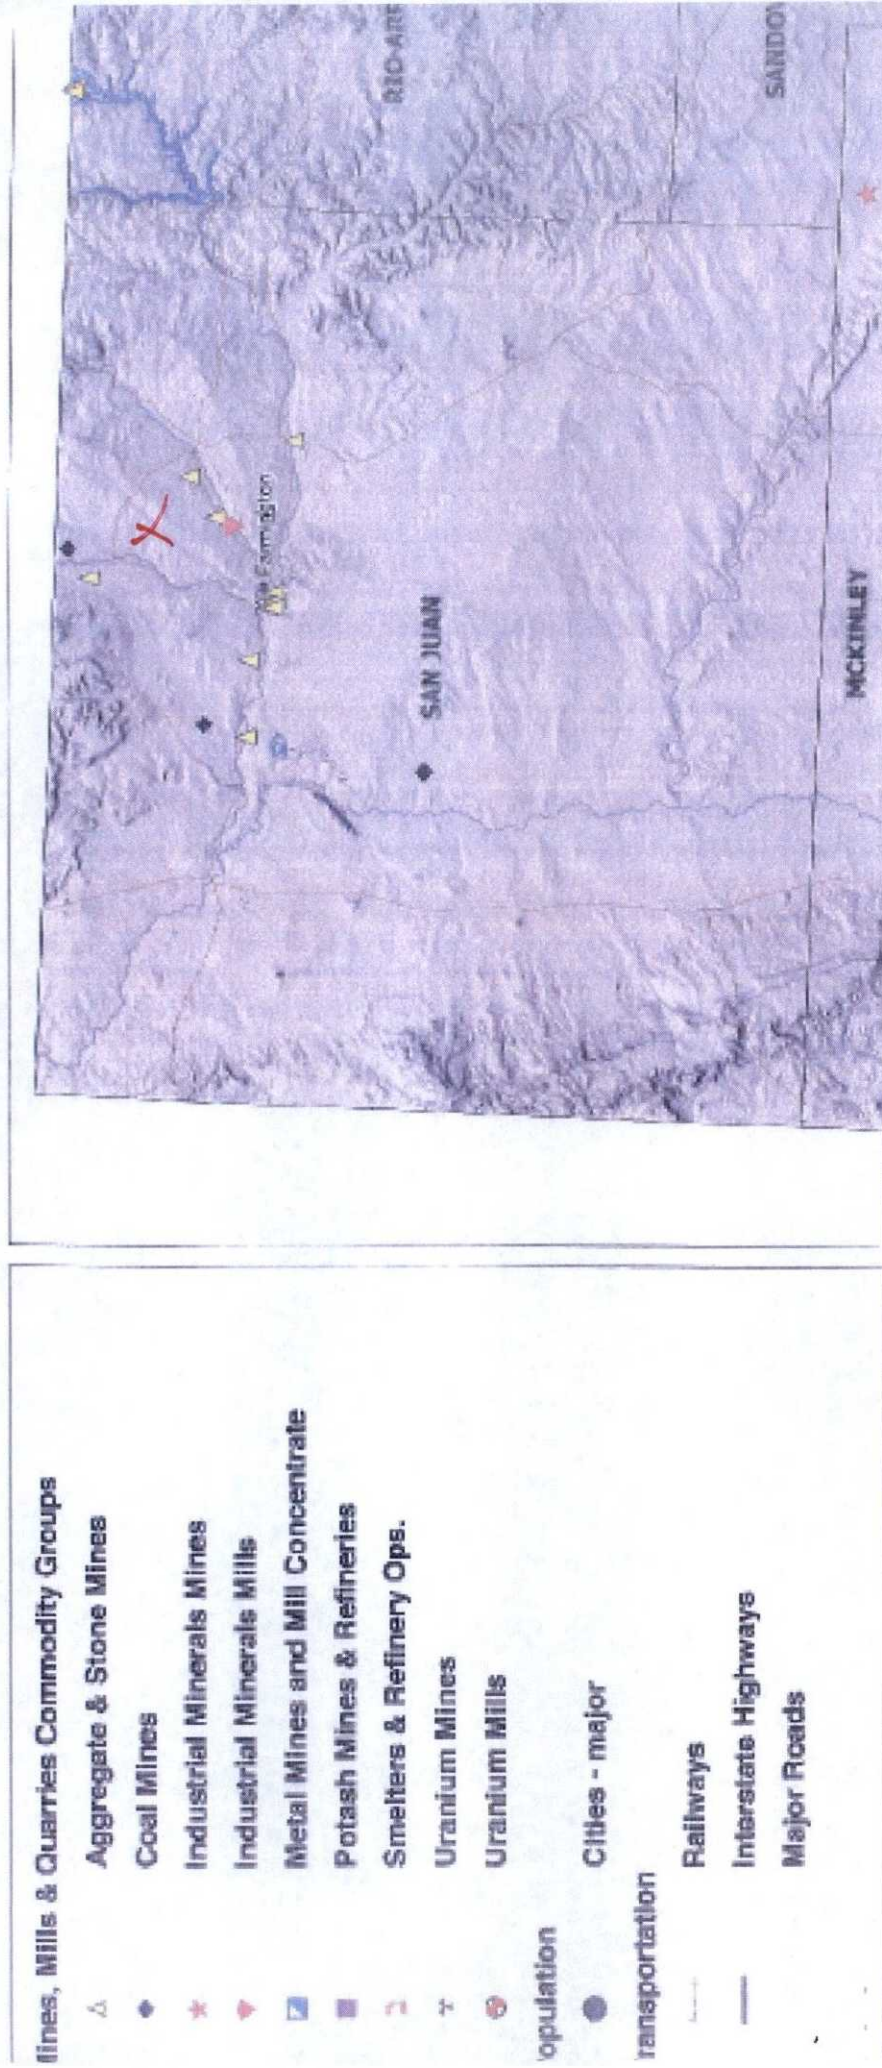 lines, Mills & Quarries Commodity Groups
Aggregate & Stone Mines
Coal Mines
Industrial Minerals Mines
Industrial Minerals Mills
Metal Mines and Mill Concentrate
Potash Mines & Refineries
Smelters & Refinery Ops.
Uranium Mines
Uranium Mills
opulation
Cities - major
ransportation
Railways
Interstate Highways
Major Roads
RIO ARR
SANDOV
Farmington
SAN JUAN
MCKINLEY
X